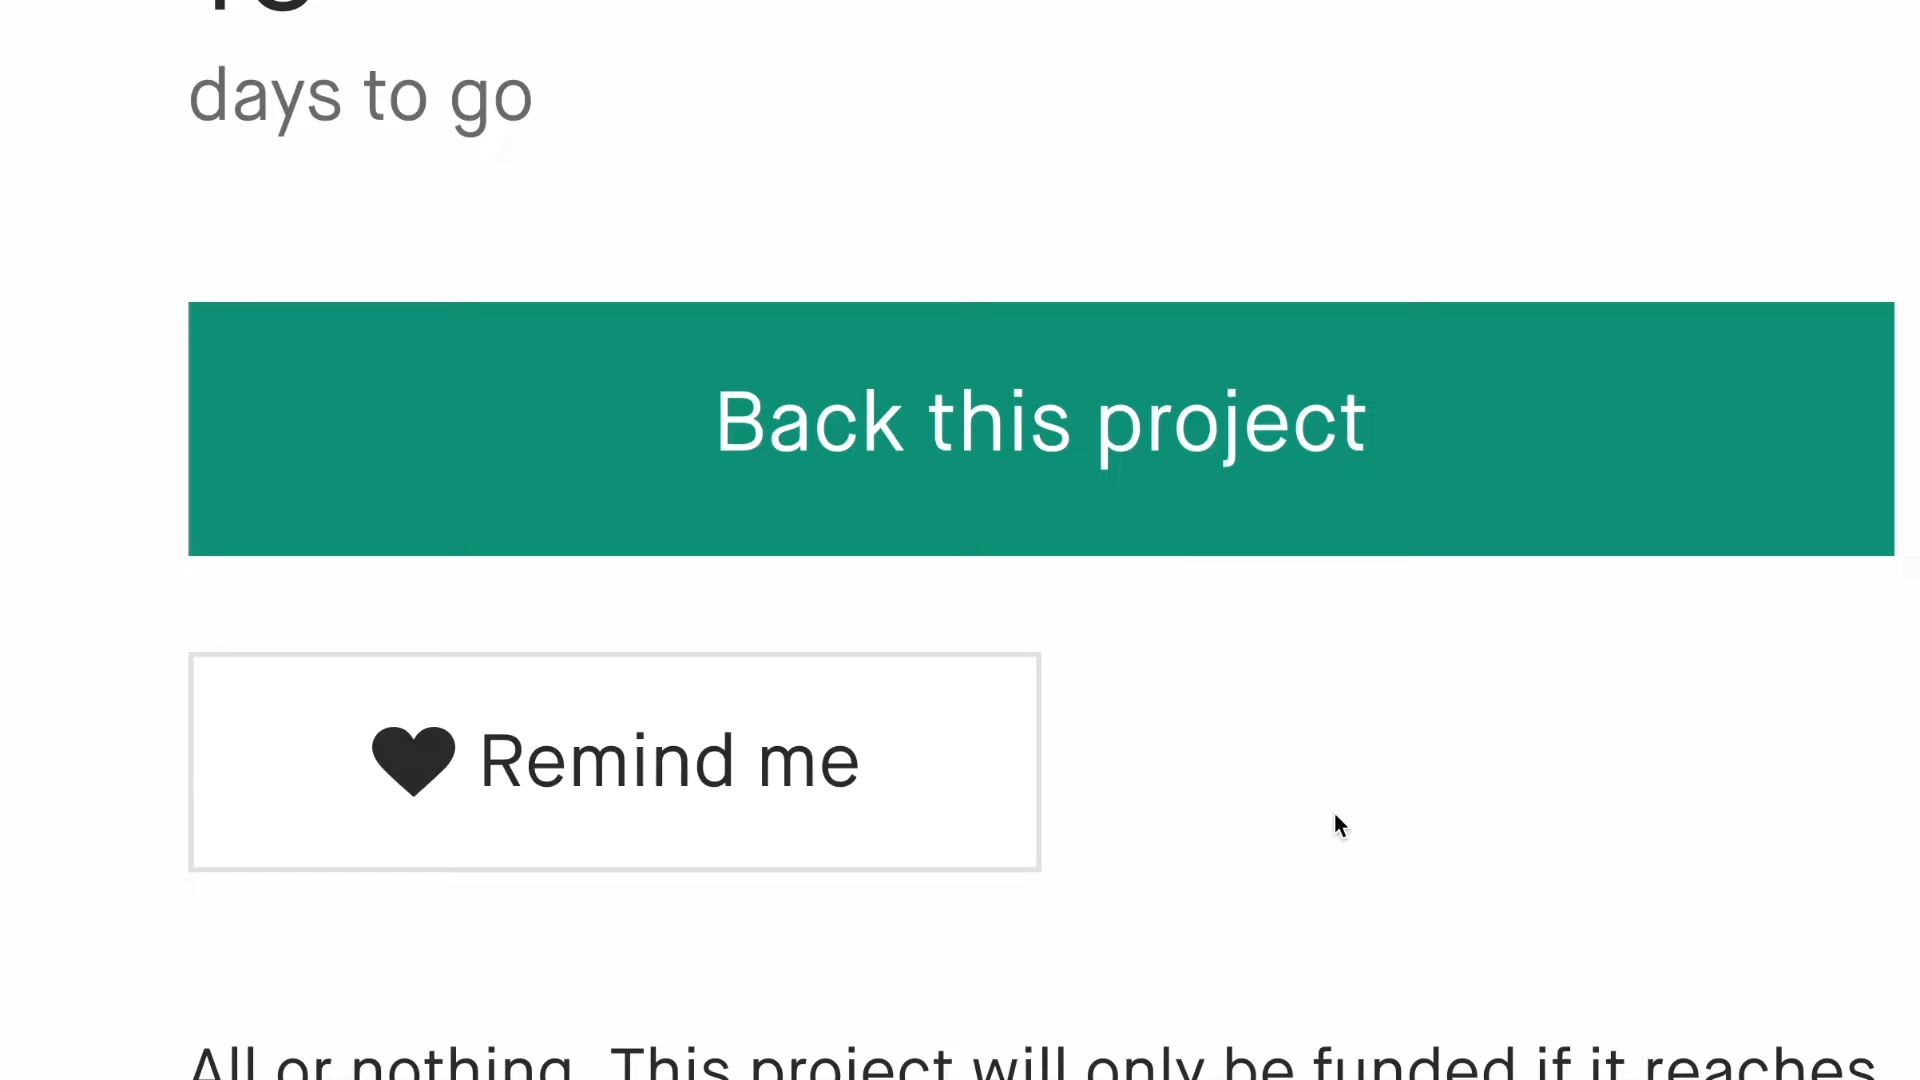 days to go
Back this project
Remind me
All or nothing. This project will only be funded if it reaches